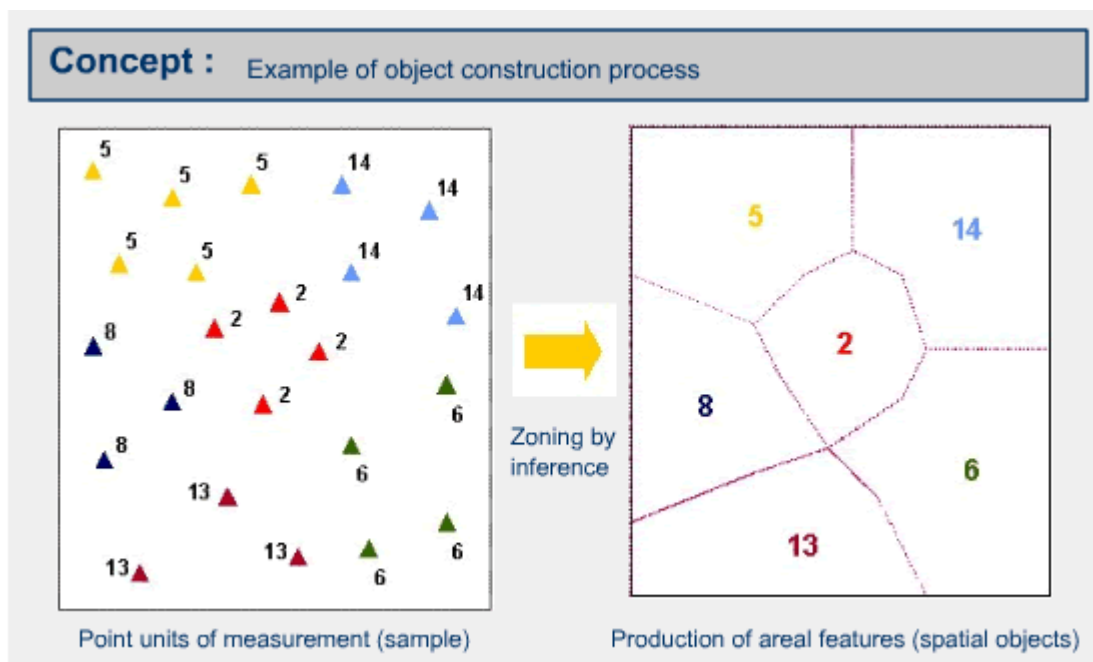 Concept : Example of object construction process
5 5 5 14 14
5 5 14 14
2 2 2 2
8 8 8
6 6 6 6
13 13 13
Zoning by
inference
5 14
2
8
6
13
Point units of measurement (sample)
Production of areal features (spatial objects)